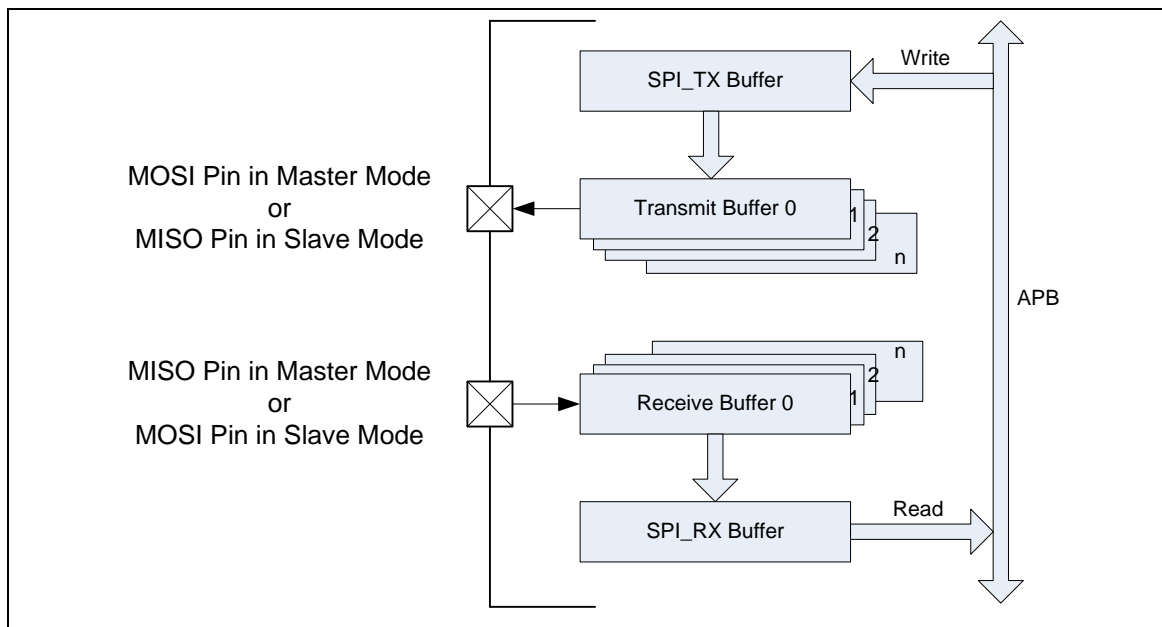 Write
SPI_TX Buffer
MOSI Pin in Master Mode
or
MISO Pin in Slave Mode
Transmit Buffer 0
1
2
n
APB
MISO Pin in Master Mode
or
MOSI Pin in Slave Mode
n
2
1
Receive Buffer 0
Read
SPI_RX Buffer